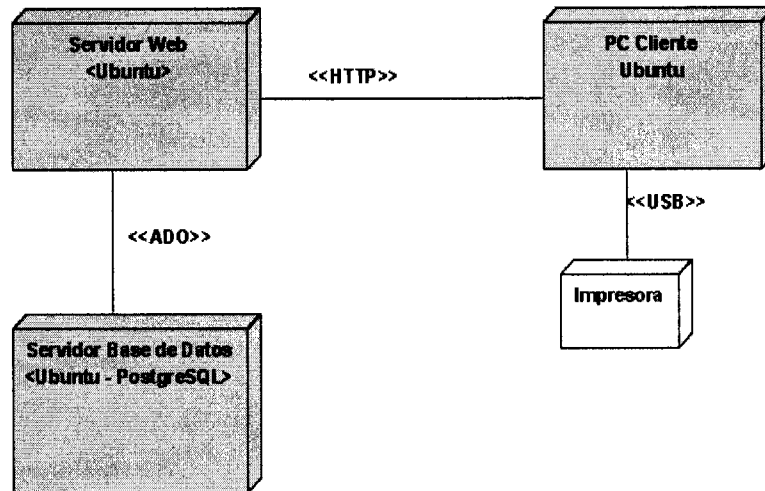 Servidor Web
<Ubuntu>
<<HTTP>>
PC Cliente
Ubuntu
<<ADO>>
<<USB>>
Impresora
Servidor Base de Datos
<Ubuntu - PostgreSQL>